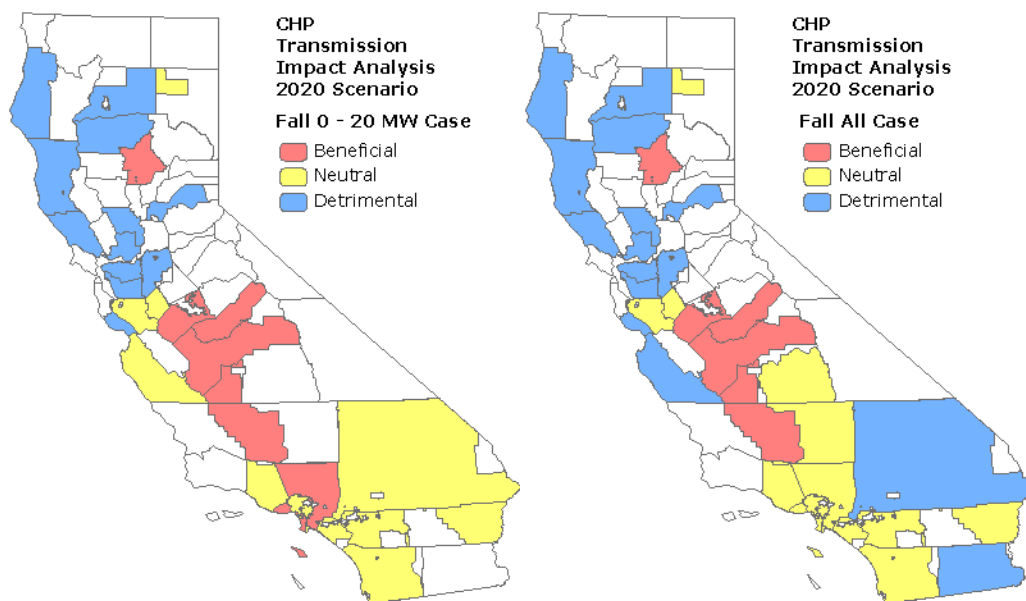 CHP
Transmission
Impact Analysis
2020 Scenario
Fall 0 - 20 MW Case
Beneficial
Neutral
Detrimental
CHP
Transmission
Impact Analysis
2020 Scenario
Fall All Case
Beneficial
Neutral
Detrimental